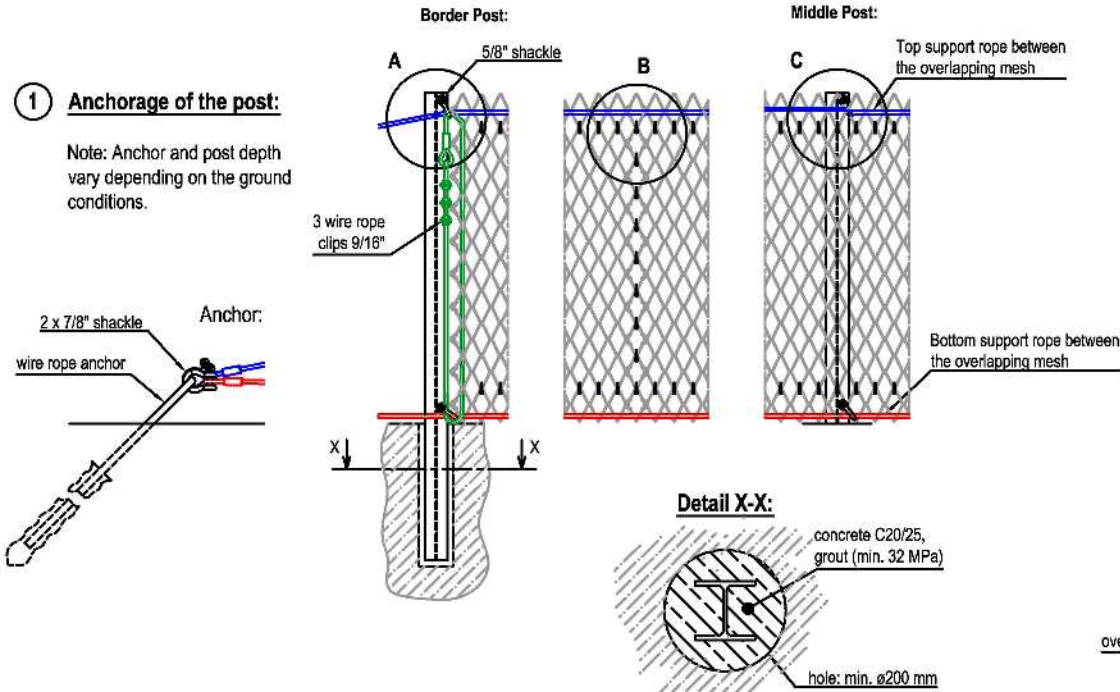 Border Post:
Middle Post:
A
5/8" shackle
B
C
Top support rope between
the overlapping mesh
1 Anchorage of the post:
Note: Anchor and post depth
vary depending on the ground
conditions.
3 wire rope
clips 9/16"
2 x 7/8" shackle
Anchor:
wire rope anchor
Bottom support rope between
the overlapping mesh
X X
Detail X-X:
concrete C20/25,
grout (min. 32 MPa)
hole: min. ø200 mm